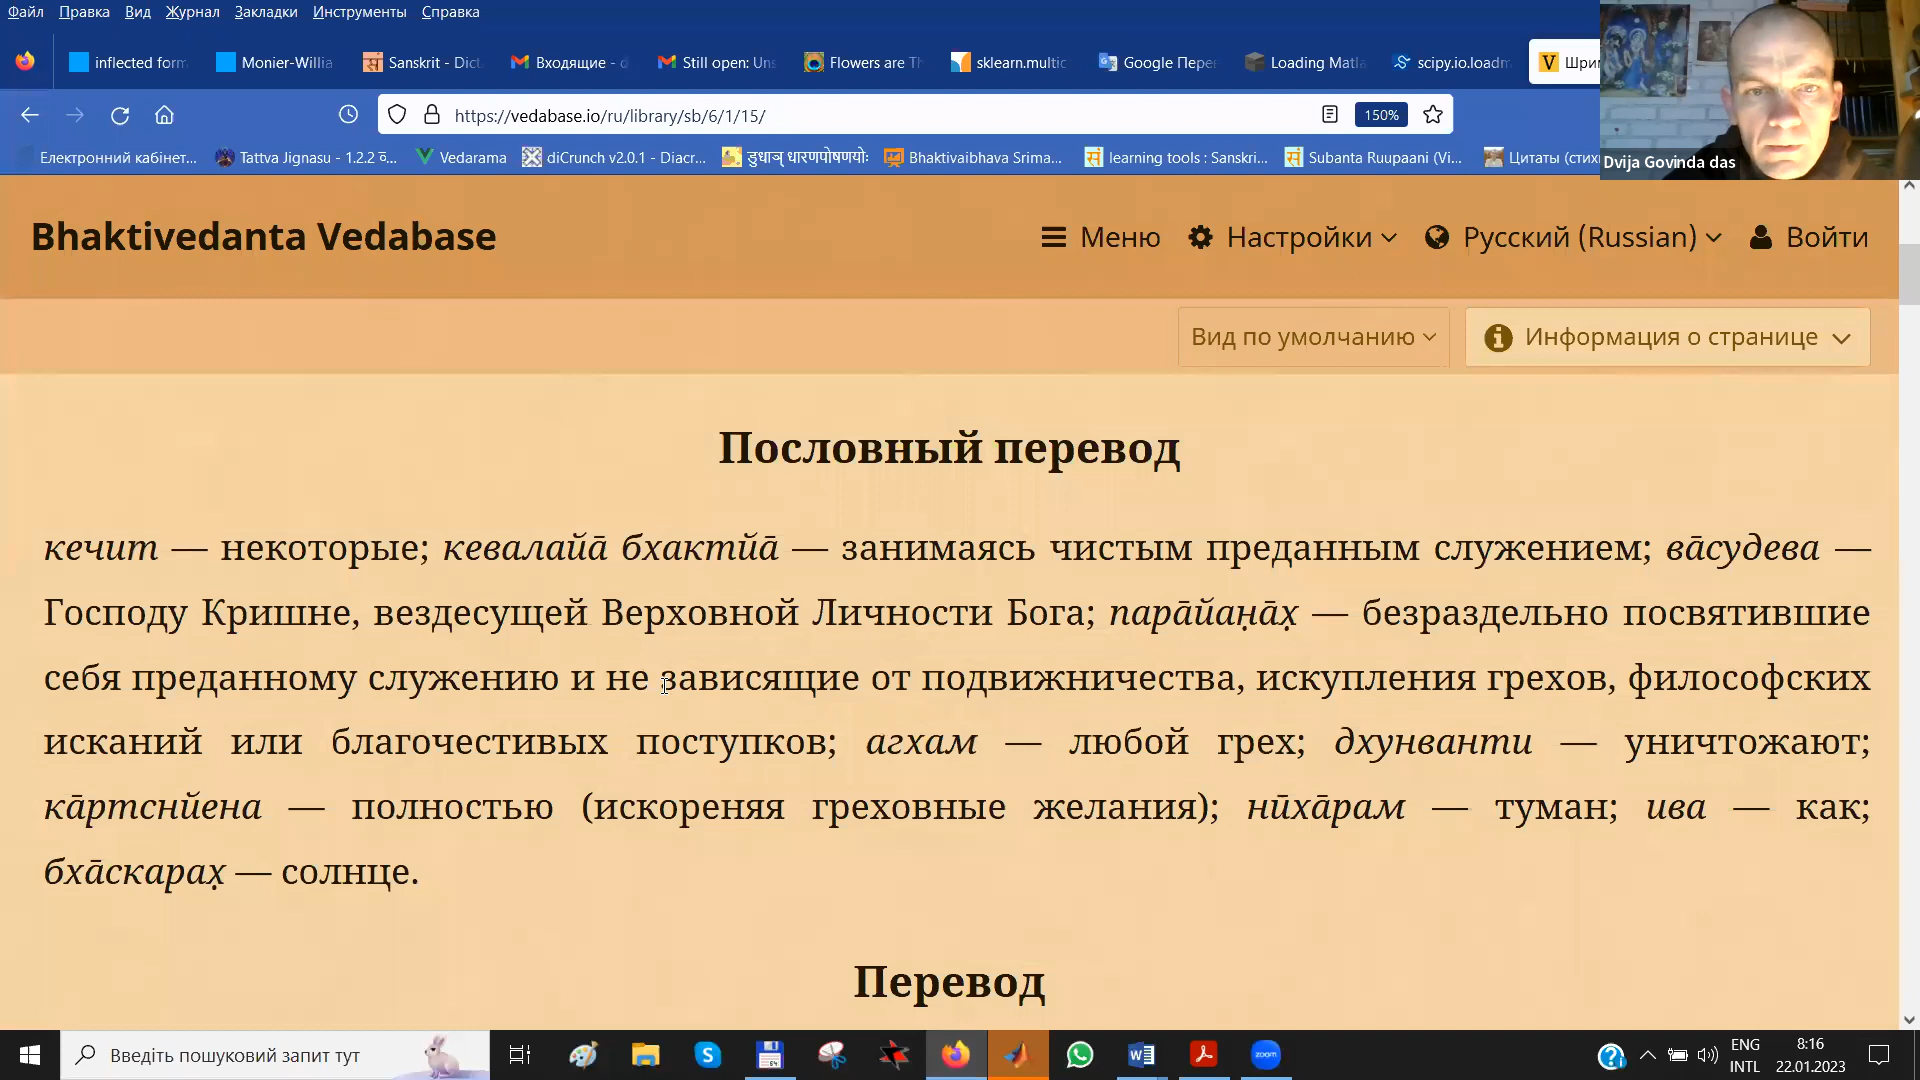 Файл Правка Вид Журнал Закладки Инструменты Справка
inflected form Monier-Willia Sanskrit - Dict Входящие - d Still open: Uns Flowers are Th sklearn.multic Google Пере Loading Matla scipy.io.loadm Шри
https://vedabase.io/ru/library/sb/6/1/15/ 150%
Електронний кабінет... Tattva Jignasu - 1.2.2 व... Vedarama diCrunch v2.0.1 - Diacr... डुधाञ् धारणपोषणयोः Bhaktivaibhava Srima... learning tools : Sanskri... Subanta Ruupaani (Vi... Цитаты (стих
Dvija Govinda das
Bhaktivedanta Vedabase Меню Настройки Русский (Russian) Войти
Вид по умолчанию Информация о странице
Пословный перевод
кечит — некоторые; кевалайа̄ бхактйа̄ — занимаясь чистым преданным служением; ва̄судева —
Господу Кришне, вездесущей Верховной Личности Бога; пара̄йан̣а̄х̣ — безраздельно посвятившие
себя преданному служению и не зависящие от подвижничества, искупления грехов, философских
исканий или благочестивых поступков; агхам — любой грех; дхунванти — уничтожают;
ка̄ртснйена — полностью (искореняя греховные желания); нӣха̄рам — туман; ива — как;
бха̄скарах̣ — солнце.
Перевод
Введіть пошуковий запит тут
zoom
ENG
INTL
8:16
22.01.2023